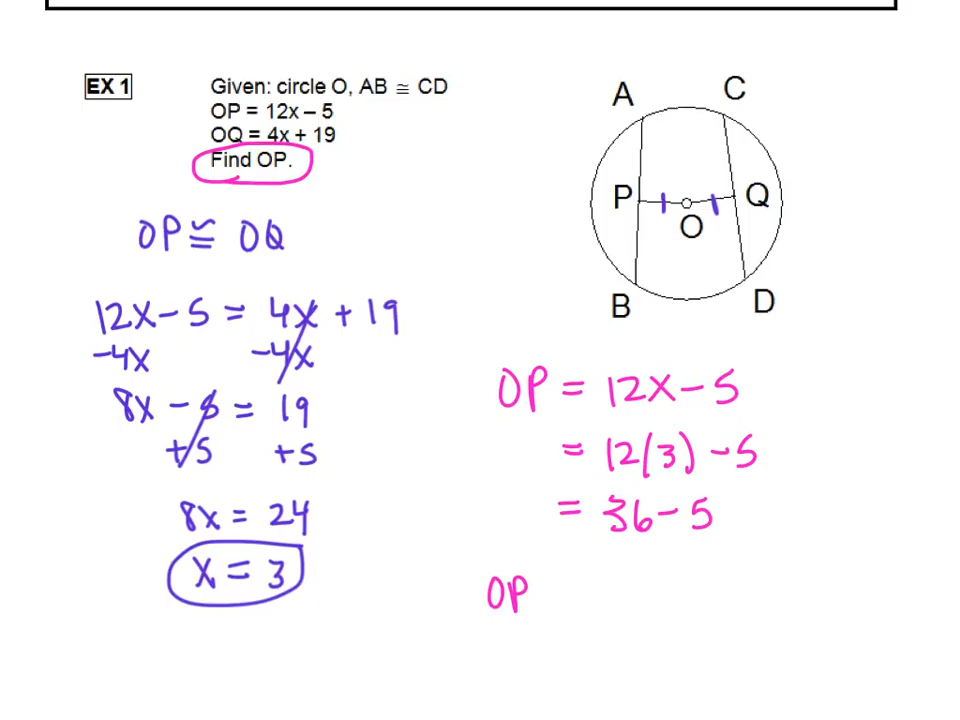 EX 1
Given: circle O, AB ≅ CD
OP = 12x – 5
OQ = 4x + 19
Find OP.
OP ≅ OQ
12x - 5 = 4x + 19
-4x -4x
8x - 5 = 19
+5 +5
8x = 24
x = 3
A C
P Q
O
B D
OP = 12x - 5
= 12(3) - 5
= 36 - 5
OP